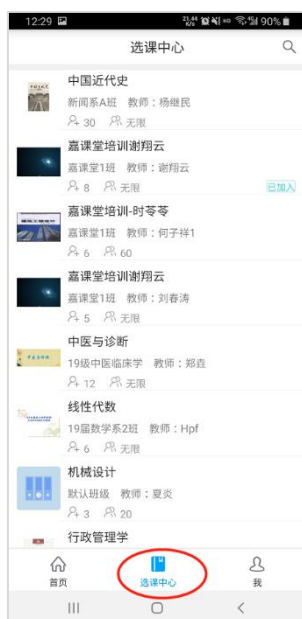 12:29 90%
选课中心
中国近代史
新闻系A班 教师：杨继民
30 无限
嘉课堂培训谢翔云
嘉课堂1班 教师：谢翔云
8 无限 已加入
嘉课堂培训-时苓苓
嘉课堂1班 教师：何子祥1
6 60
嘉课堂培训谢翔云
嘉课堂1班 教师：刘春涛
5 无限
中医与诊断
19级中医临床学 教师：郑垚
12 无限
线性代数
19届数学系2班 教师：Hpf
6 无限
机械设计
默认班级 教师：夏炎
3 20
行政管理学
首页 选课中心 我